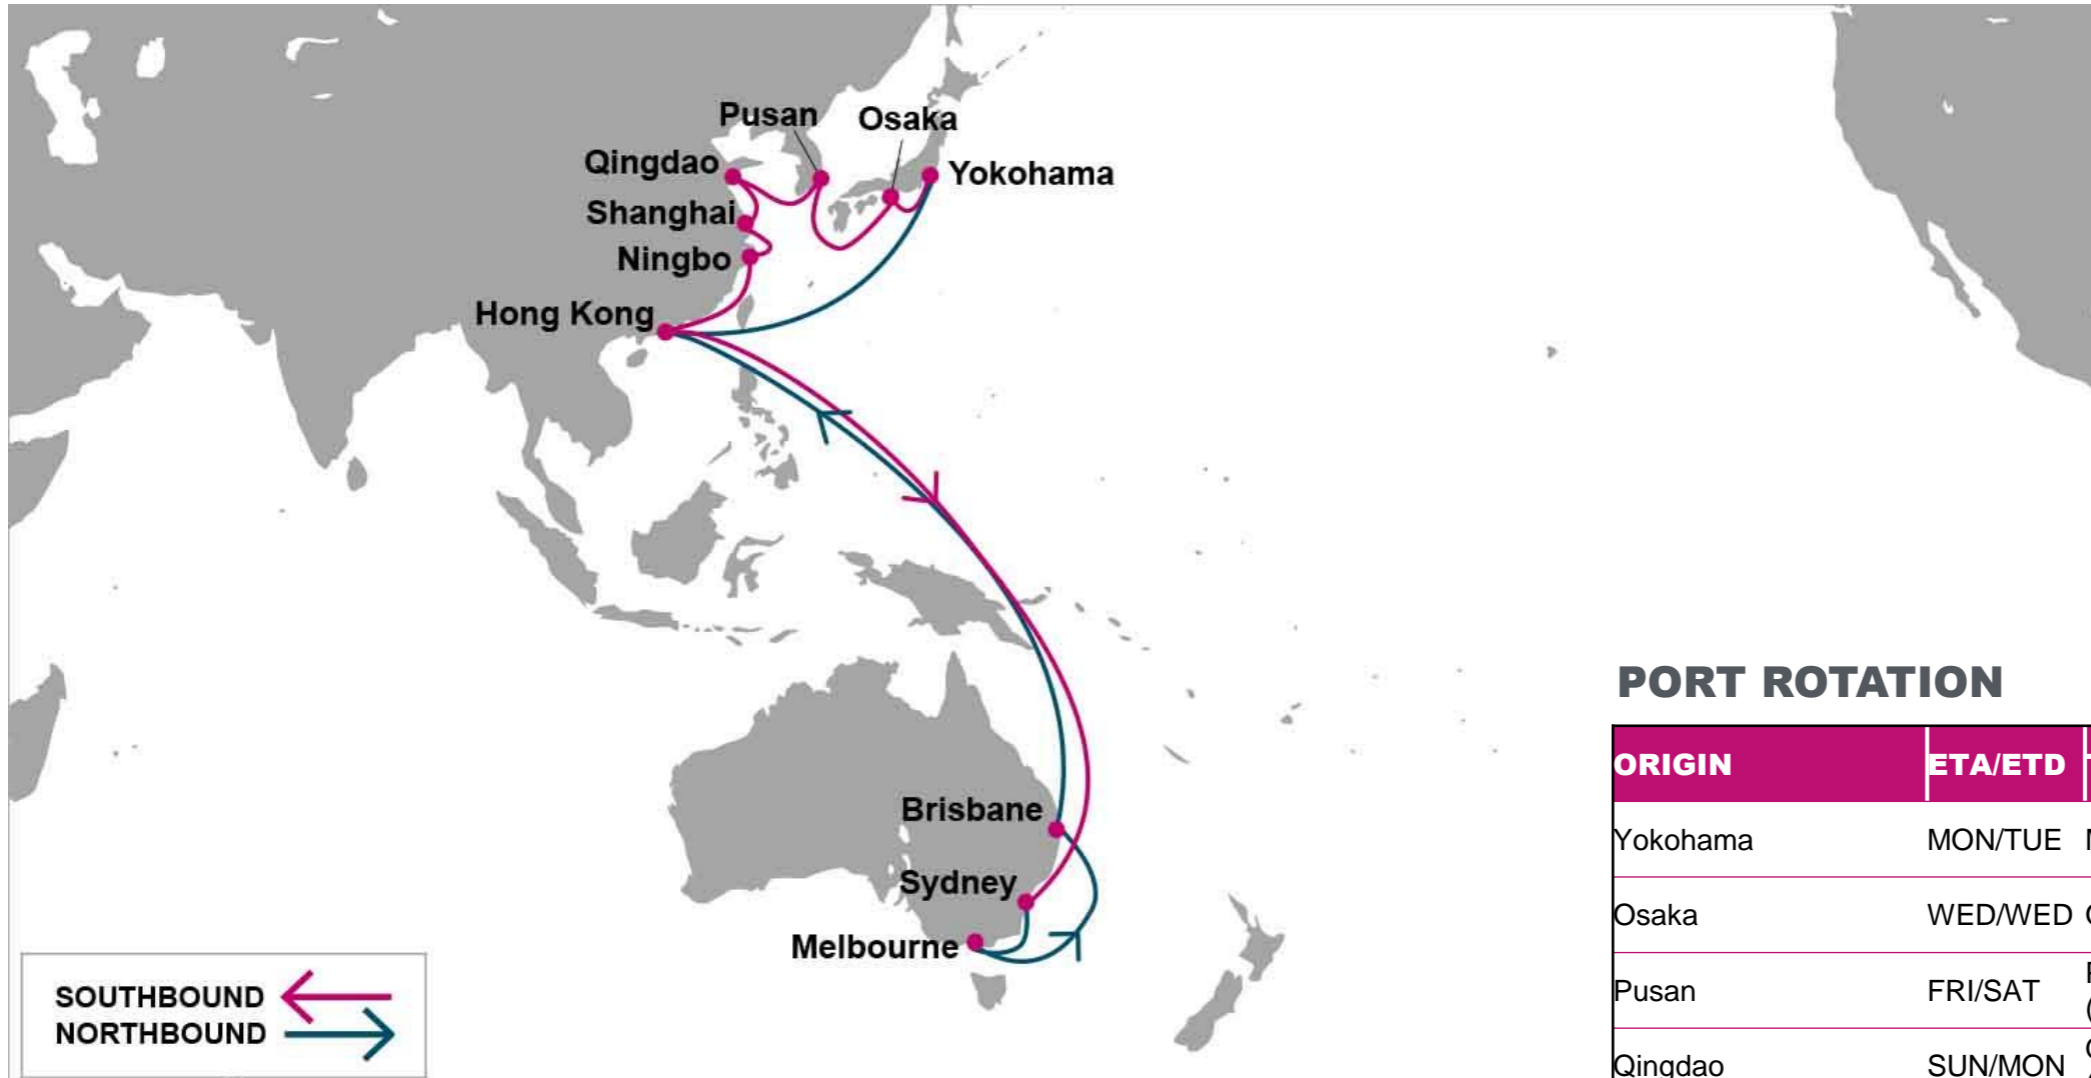 Pusan
Osaka
Qingdao
Yokohama
Shanghai
Ningbo
Hong Kong
Brisbane
Sydney
Melbourne
SOUTHBOUND
NORTHBOUND
PORT ROTATION
ORIGIN ETA/ETD
Yokohama MON/TUE
Osaka WED/WED
Pusan FRI/SAT
Qingdao SUN/MON